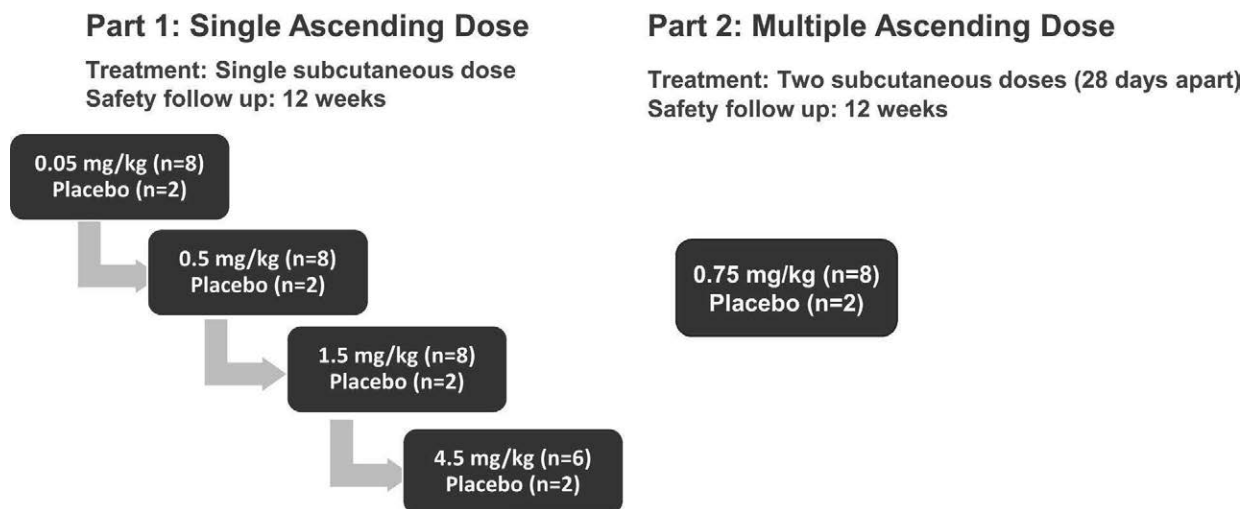 Part 1: Single Ascending Dose
Treatment: Single subcutaneous dose
Safety follow up: 12 weeks
0.05 mg/kg (n=8)
Placebo (n=2)
0.5 mg/kg (n=8)
Placebo (n=2)
1.5 mg/kg (n=8)
Placebo (n=2)
4.5 mg/kg (n=6)
Placebo (n=2)
Part 2: Multiple Ascending Dose
Treatment: Two subcutaneous doses (28 days apart)
Safety follow up: 12 weeks
0.75 mg/kg (n=8)
Placebo (n=2)